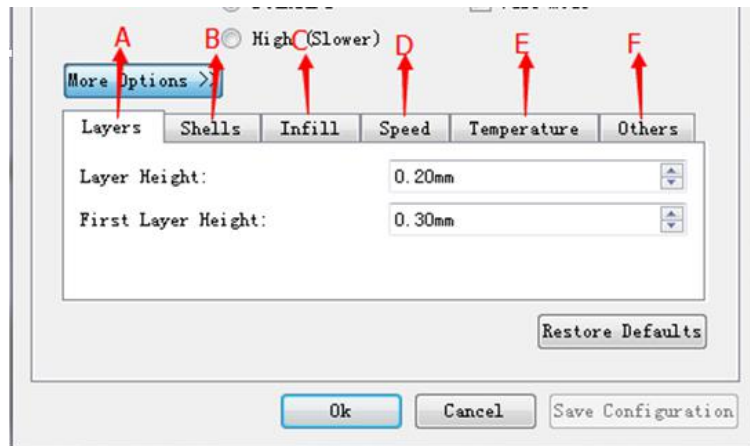 A B C D E F
High (Slower)
More Options >>
Layers Shells Infill Speed Temperature Others
Layer Height: 0.20mm
First Layer Height: 0.30mm
Restore Defaults
Ok Cancel Save Configuration